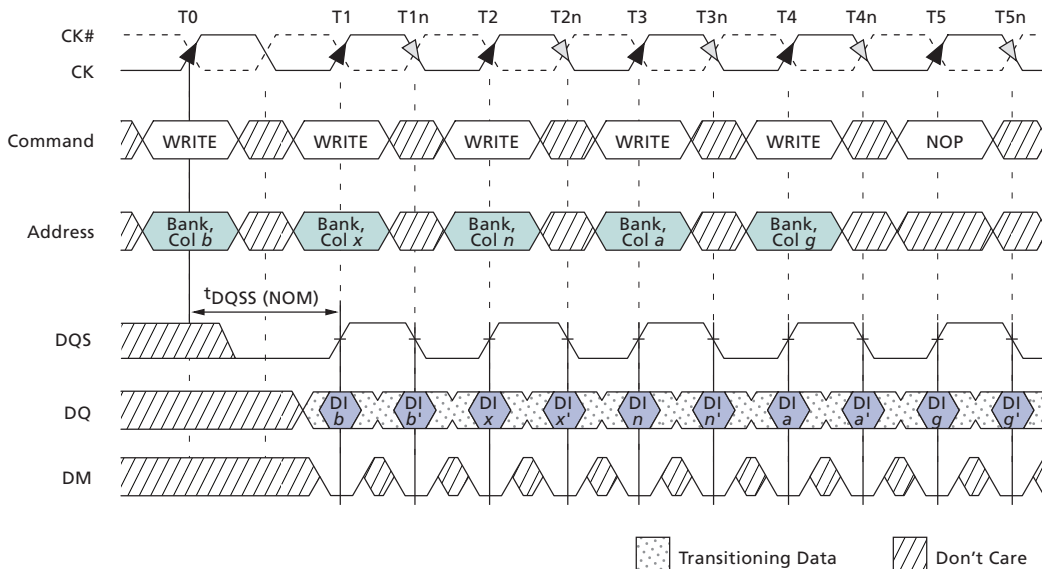 T0 T1 T1n T2 T2n T3 T3n T4 T4n T5 T5n
CK#
CK
Command WRITE WRITE WRITE WRITE WRITE NOP
Address Bank, Col b Bank, Col x Bank, Col n Bank, Col a Bank, Col g
tDQSS (NOM)
DQS
DQ DI b DI b' DI x DI x' DI n DI n' DI a DI a' DI g DI g'
DM
Transitioning Data Don't Care